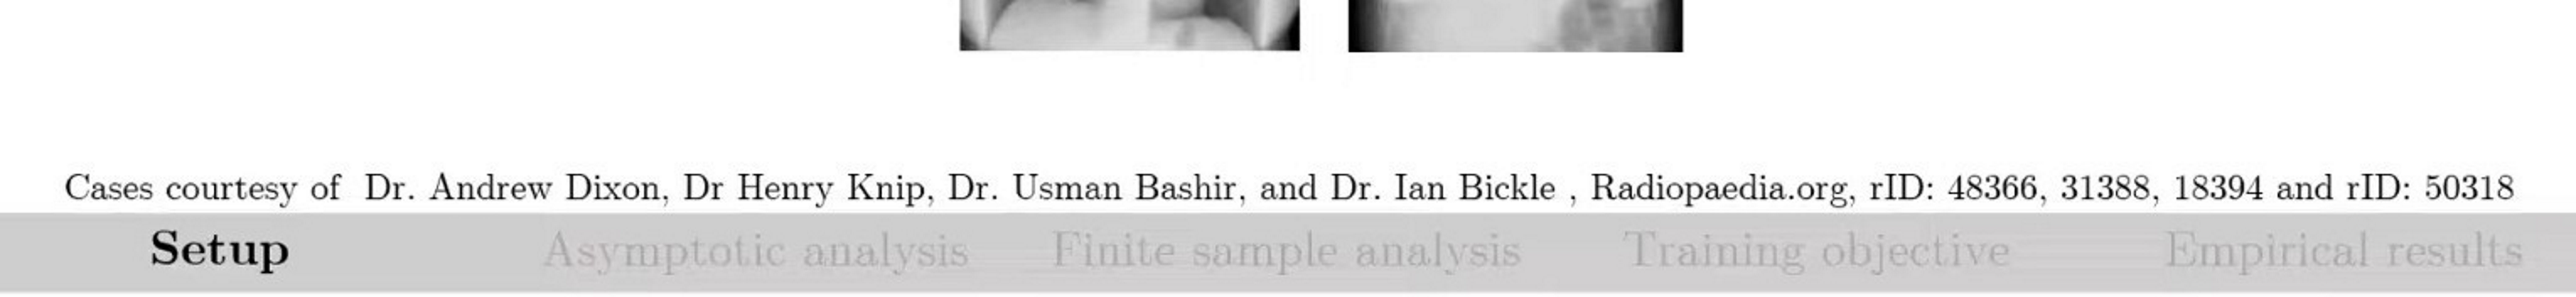 Cases courtesy of Dr. Andrew Dixon, Dr Henry Knip, Dr. Usman Bashir, and Dr. Ian Bickle , Radiopaedia.org, rID: 48366, 31388, 18394 and rID: 50318
Setup Asymptotic analysis Finite sample analysis Training objective Empirical results